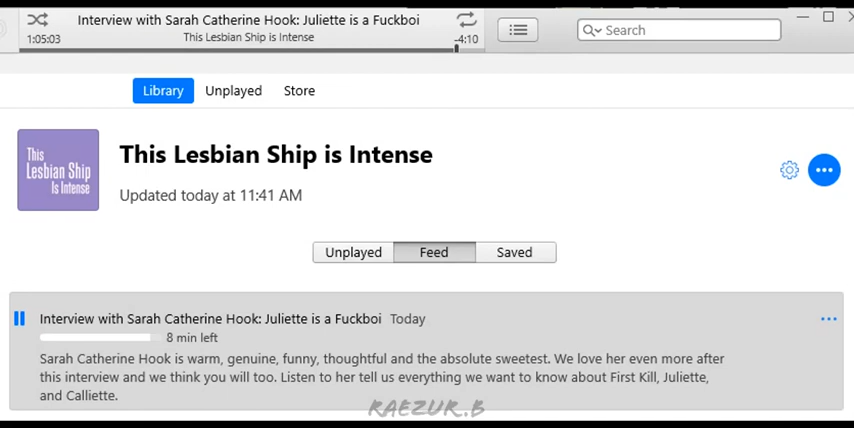 Interview with Sarah Catherine Hook: Juliette is a Fuckboi
This Lesbian Ship is Intense
1:05:03
-4:10
Search
Library
Unplayed
Store
This
Lesbian Ship
Is Intense
This Lesbian Ship is Intense
Updated today at 11:41 AM
Unplayed
Feed
Saved
Interview with Sarah Catherine Hook: Juliette is a Fuckboi Today
8 min left
Sarah Catherine Hook is warm, genuine, funny, thoughtful and the absolute sweetest. We love her even more after
this interview and we think you will too. Listen to her tell us everything we want to know about First Kill, Juliette,
and Calliette.
RAEZUR.B